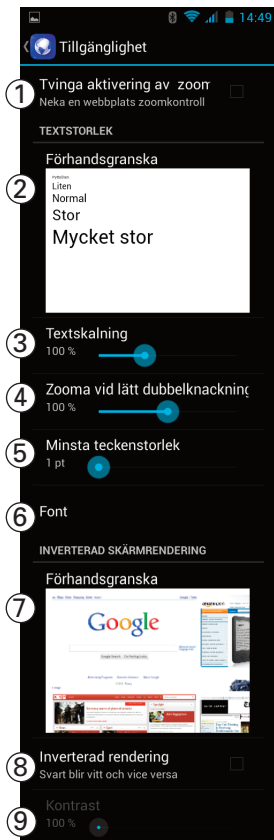 14:49
Tillgänglighet
1
Tvinga aktivering av zoom
Neka en webbplats zoomkontroll
TEXTSTORLEK
Förhandsgranska
2
Pytteliten
Liten
Normal
Stor
Mycket stor
3
Textskalning
100 %
4
Zooma vid lätt dubbelknackning
100 %
5
Minsta teckenstorlek
1 pt
6
Font
INVERTERAD SKÄRMRENDERING
Förhandsgranska
7
Google
Google Search
8
Inverterad rendering
Svart blir vitt och vice versa
9
Kontrast
100 %